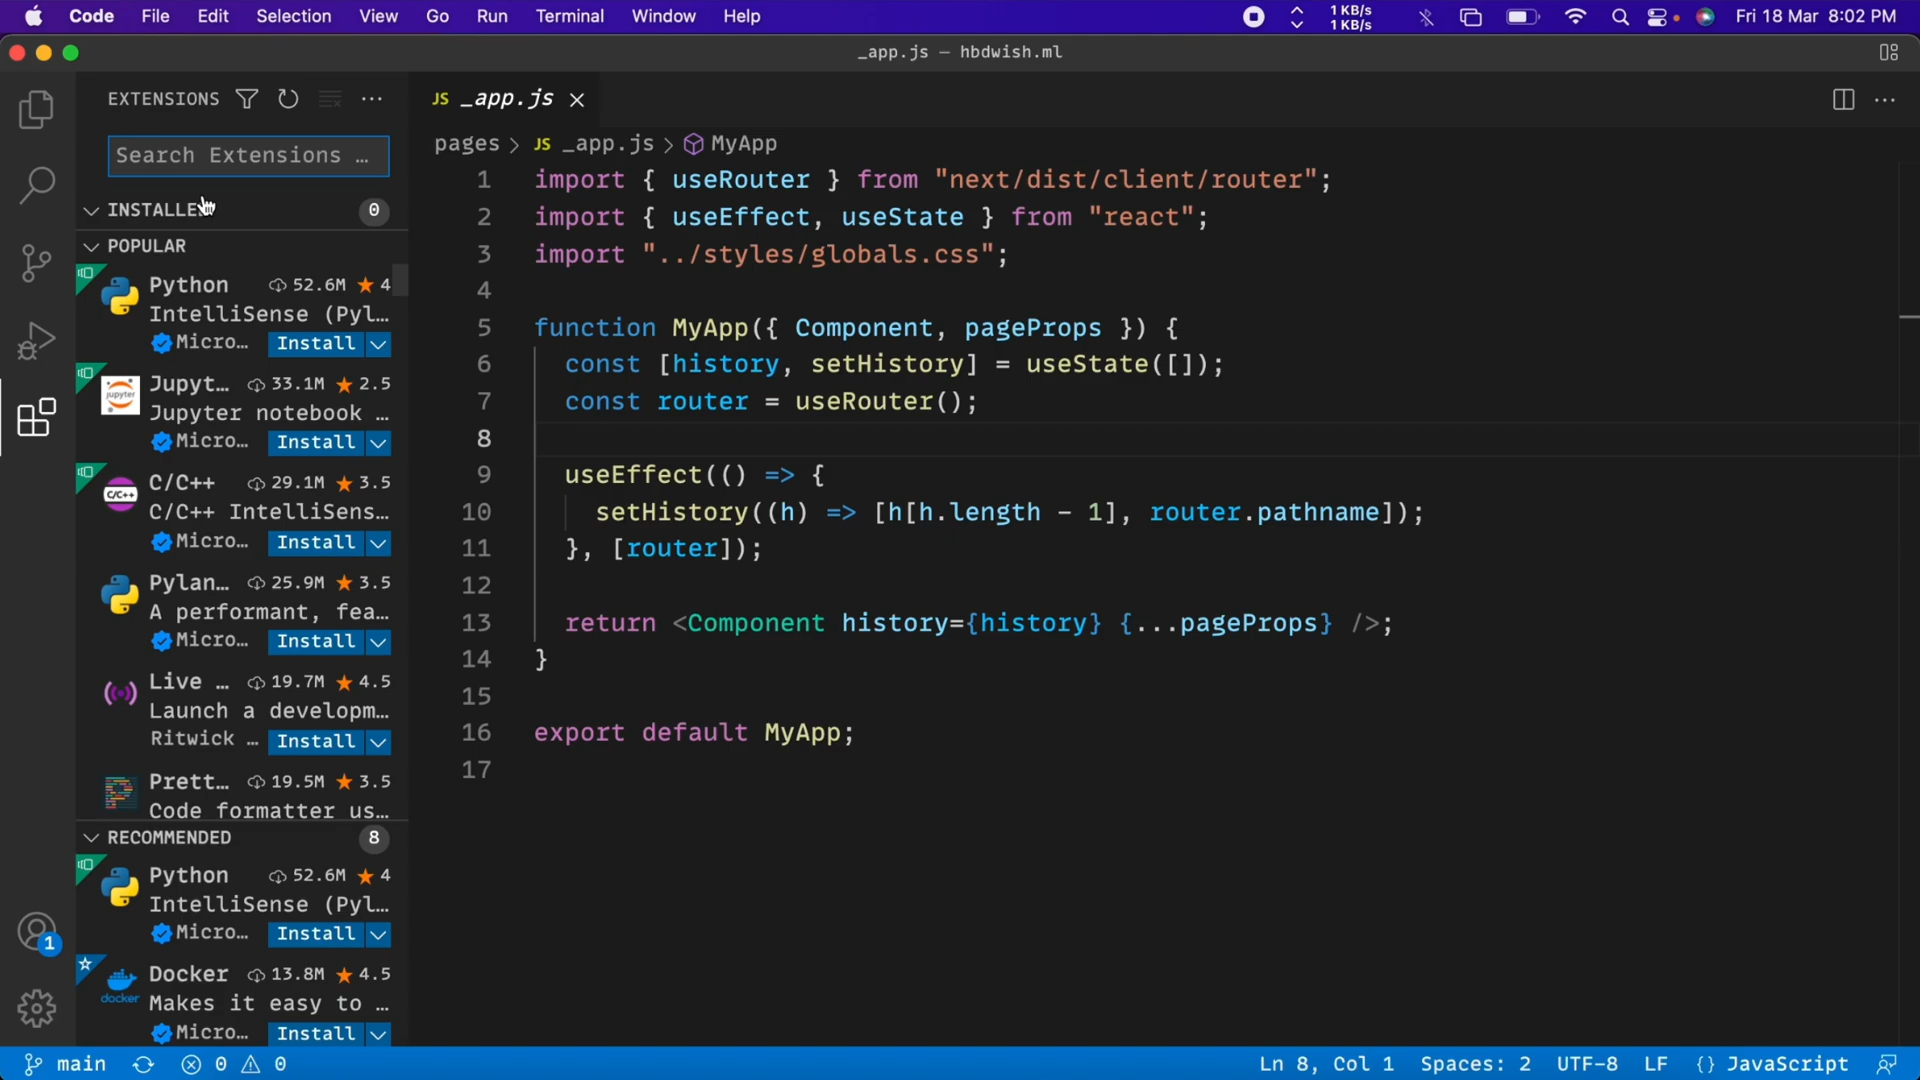 Code File Edit Selection View Go Run Terminal Window Help 1 KB/s 1 KB/s Fri 18 Mar 8:02 PM
_app.js — hbdwish.ml
EXTENSIONS
Search Extensions …
INSTALLED 0
POPULAR
Python 52.6M 4
IntelliSense (Pyl…
Micro… Install
Jupyt… 33.1M 2.5
jupyter
Jupyter notebook …
Micro… Install
C/C++ 29.1M 3.5
C/C++
C/C++ IntelliSens…
Micro… Install
Pylan… 25.9M 3.5
A performant, fea…
Micro… Install
Live … 19.7M 4.5
Launch a developm…
Ritwick … Install
Prett… 19.5M 3.5
Code formatter us…
RECOMMENDED 8
Python 52.6M 4
IntelliSense (Pyl…
Micro… Install
Docker 13.8M 4.5
docker
Makes it easy to …
Micro… Install
1
JS _app.js
pages > JS _app.js > MyApp
1 import { useRouter } from "next/dist/client/router";
2 import { useEffect, useState } from "react";
3 import "../styles/globals.css";
4
5 function MyApp({ Component, pageProps }) {
6 const [history, setHistory] = useState([]);
7 const router = useRouter();
8
9 useEffect(() => {
10 setHistory((h) => [h[h.length - 1], router.pathname]);
11 }, [router]);
12
13 return <Component history={history} {...pageProps} />;
14 }
15
16 export default MyApp;
17
main 0 0 Ln 8, Col 1 Spaces: 2 UTF-8 LF {} JavaScript